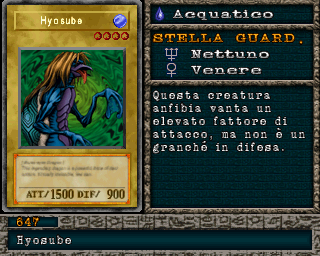 Hyosube
ATT/1500 DIF/ 900
Acquatico
STELLA GUARD.
Nettuno
Venere
Questa creatura
anfibia vanta un
elevato fattore di
attacco, ma non è un
granché in difesa.
647
Hyosube